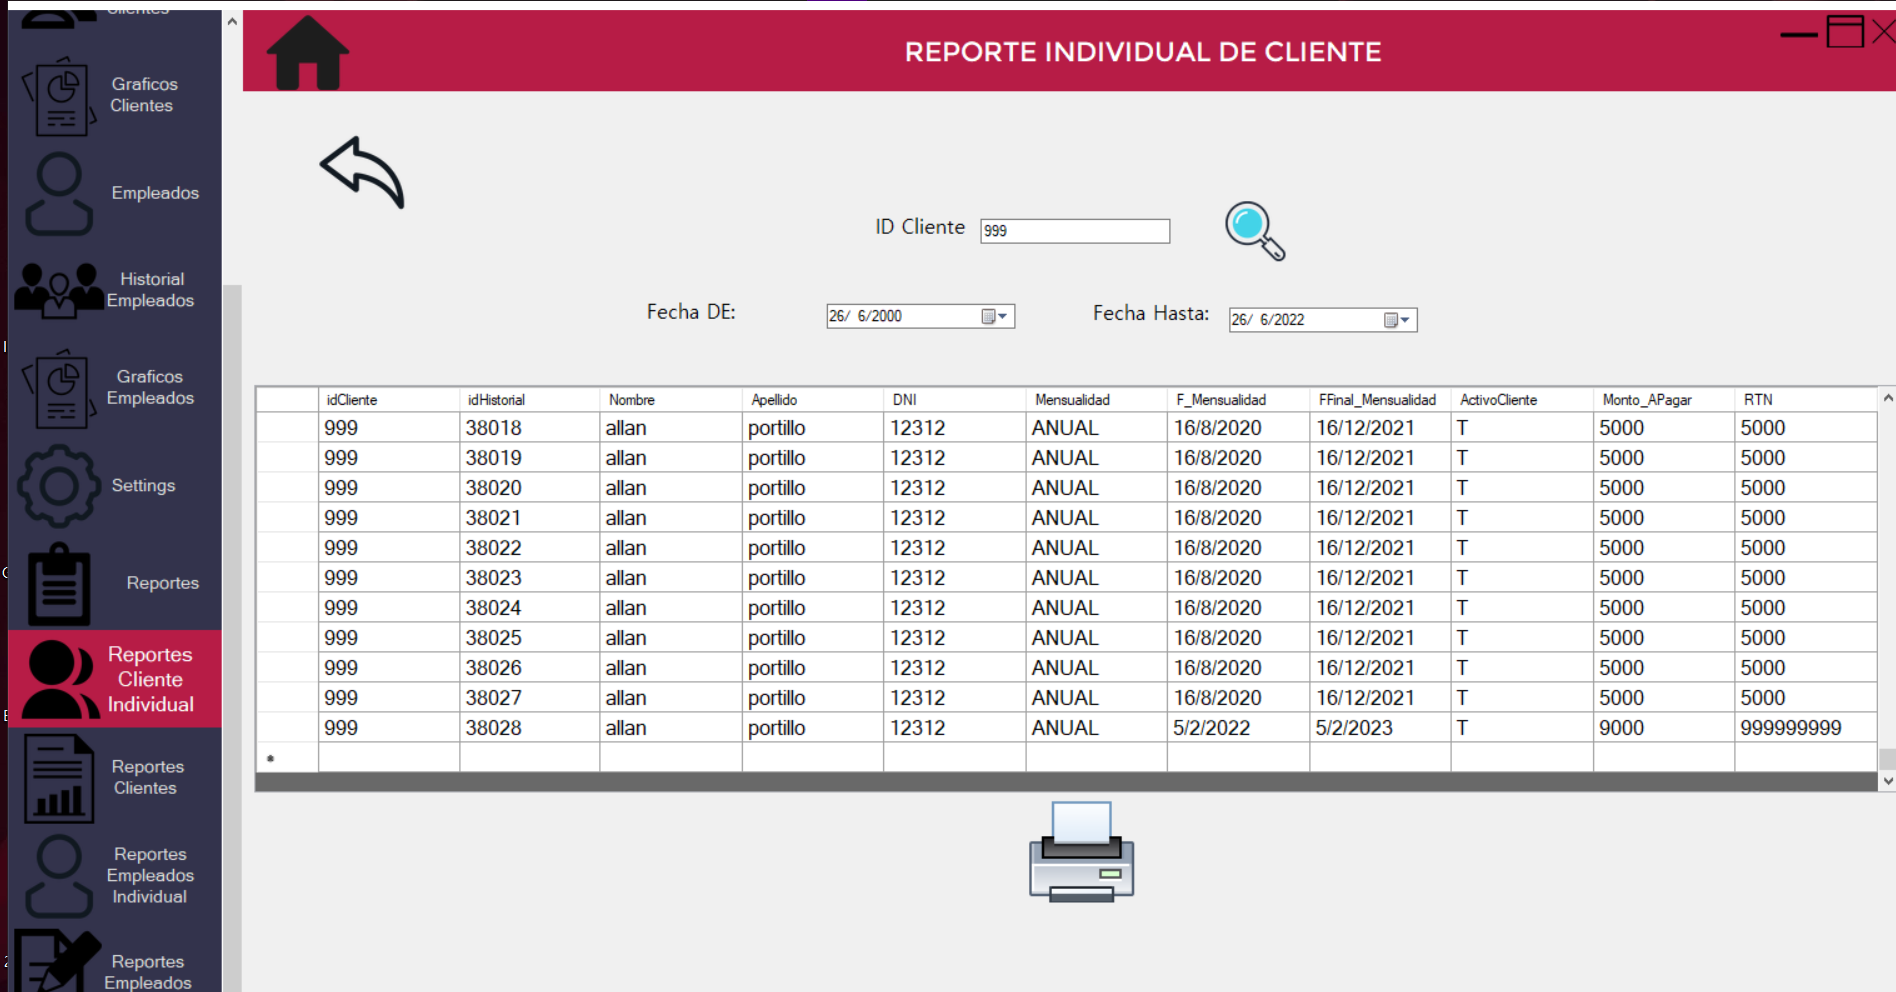 Clientes
Graficos
Clientes
Empleados
Historial
Empleados
Graficos
Empleados
Settings
Reportes
Reportes
Cliente
Individual
Reportes
Clientes
Reportes
Empleados
Individual
Reportes
Empleados
REPORTE INDIVIDUAL DE CLIENTE
ID Cliente 999
Fecha DE: 26/ 6/2000 Fecha Hasta: 26/ 6/2022
idCliente idHistorial Nombre Apellido DNI Mensualidad F_Mensualidad FFinal_Mensualidad ActivoCliente Monto_APagar RTN
999 38018 allan portillo 12312 ANUAL 16/8/2020 16/12/2021 T 5000 5000
999 38019 allan portillo 12312 ANUAL 16/8/2020 16/12/2021 T 5000 5000
999 38020 allan portillo 12312 ANUAL 16/8/2020 16/12/2021 T 5000 5000
999 38021 allan portillo 12312 ANUAL 16/8/2020 16/12/2021 T 5000 5000
999 38022 allan portillo 12312 ANUAL 16/8/2020 16/12/2021 T 5000 5000
999 38023 allan portillo 12312 ANUAL 16/8/2020 16/12/2021 T 5000 5000
999 38024 allan portillo 12312 ANUAL 16/8/2020 16/12/2021 T 5000 5000
999 38025 allan portillo 12312 ANUAL 16/8/2020 16/12/2021 T 5000 5000
999 38026 allan portillo 12312 ANUAL 16/8/2020 16/12/2021 T 5000 5000
999 38027 allan portillo 12312 ANUAL 16/8/2020 16/12/2021 T 5000 5000
999 38028 allan portillo 12312 ANUAL 5/2/2022 5/2/2023 T 9000 999999999